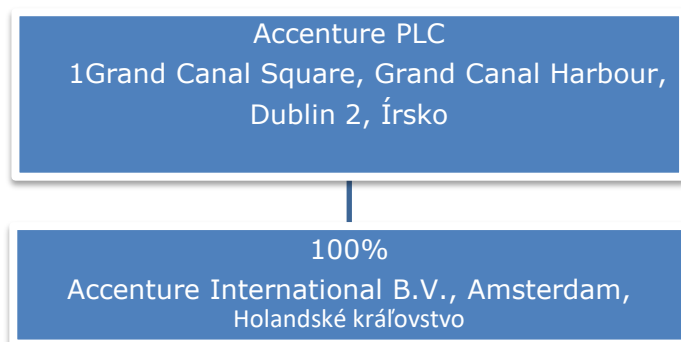 Accenture PLC
1Grand Canal Square, Grand Canal Harbour,
Dublin 2, Írsko
100%
Accenture International B.V., Amsterdam,
Holandské kráľovstvo